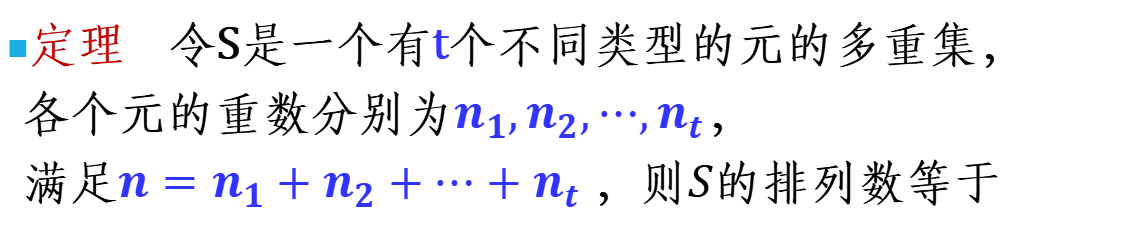 定理 令S是一个有t个不同类型的元的多重集，
各个元的重数分别为n₁, n₂, ⋯, nₜ，
满足n = n₁ + n₂ + ⋯ + nₜ，则S的排列数等于